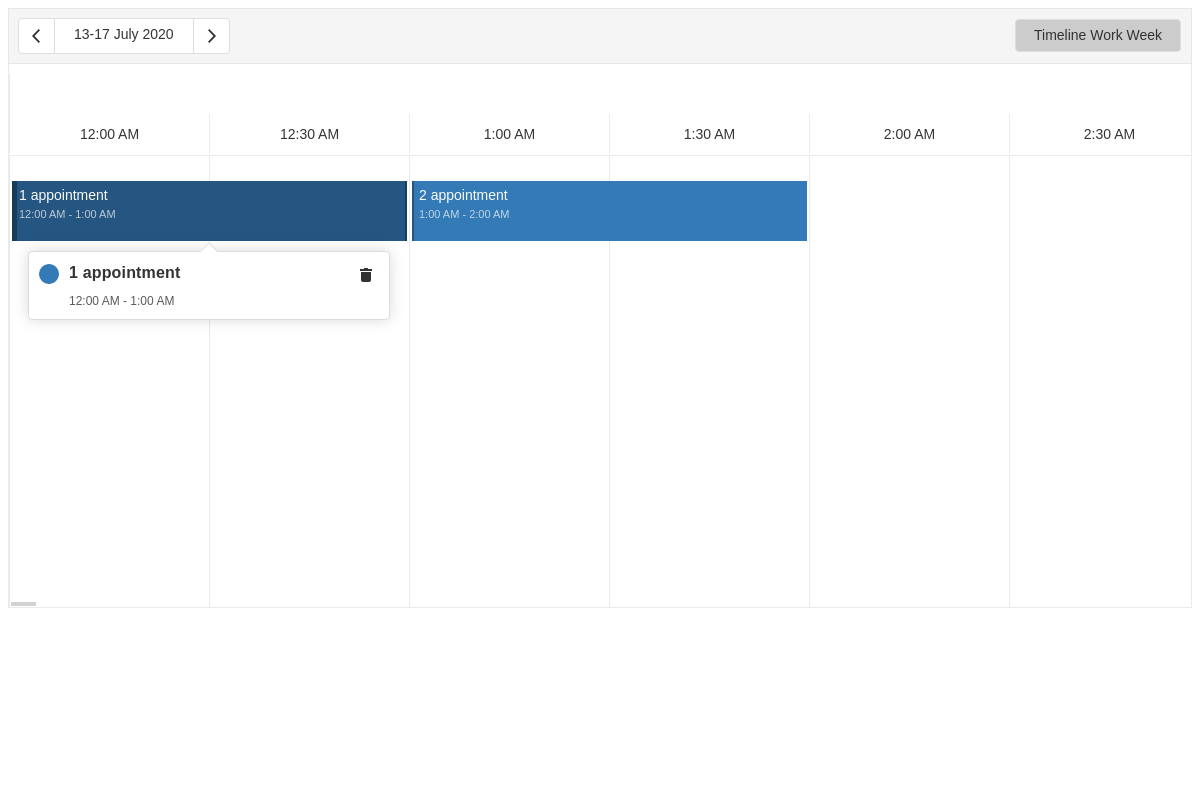 13-17 July 2020
Timeline Work Week
12:00 AM
12:30 AM
1:00 AM
1:30 AM
2:00 AM
2:30 AM
1 appointment
12:00 AM - 1:00 AM
2 appointment
1:00 AM - 2:00 AM
1 appointment
12:00 AM - 1:00 AM